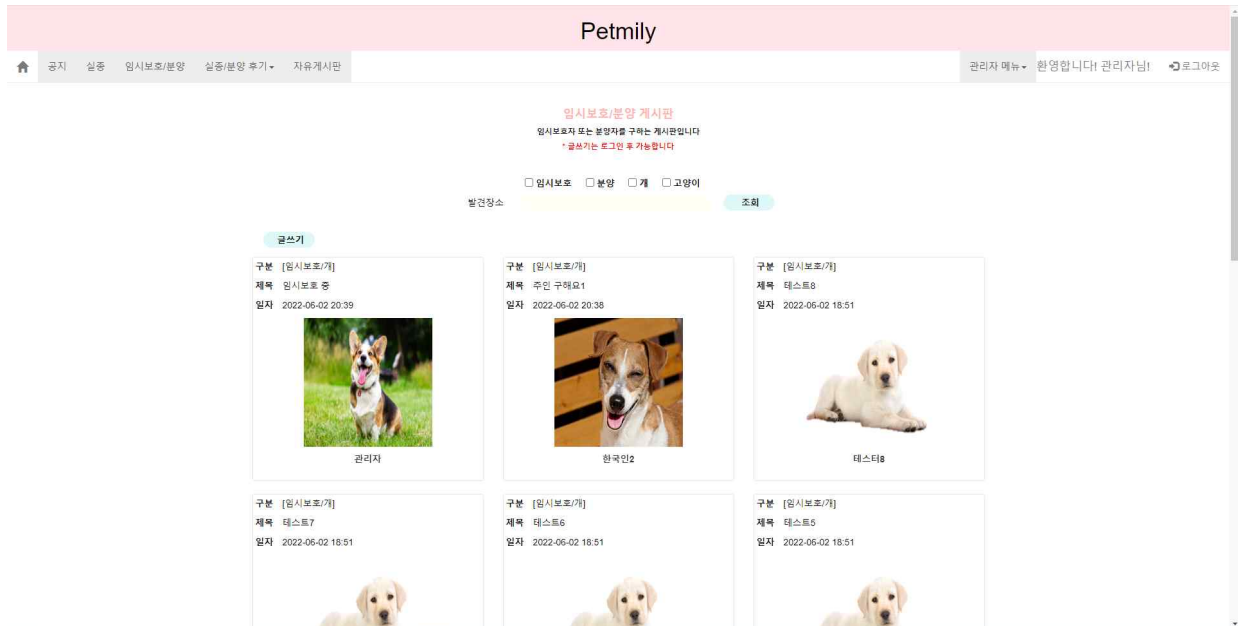 Petmily
공지 실종 임시보호/분양 실종/분양 후기 자유게시판 관리자 메뉴 환영합니다! 관리자님! 로그아웃
임시보호/분양 게시판
임시보호자 또는 분양자를 구하는 게시판입니다
* 글쓰기는 로그인 후 가능합니다
임시보호 분양 개 고양이
발견장소 조회
글쓰기
구분 [임시보호/개] 구분 [임시보호/개] 구분 [임시보호/개]
제목 임시보호 중 제목 주인 구해요1 제목 테스트8
일자 2022-06-02 20:39 일자 2022-06-02 20:38 일자 2022-06-02 18:51
관리자 한국인2 테스터8
구분 [임시보호/개] 구분 [임시보호/개] 구분 [임시보호/개]
제목 테스트7 제목 테스트6 제목 테스트5
일자 2022-06-02 18:51 일자 2022-06-02 18:51 일자 2022-06-02 18:51